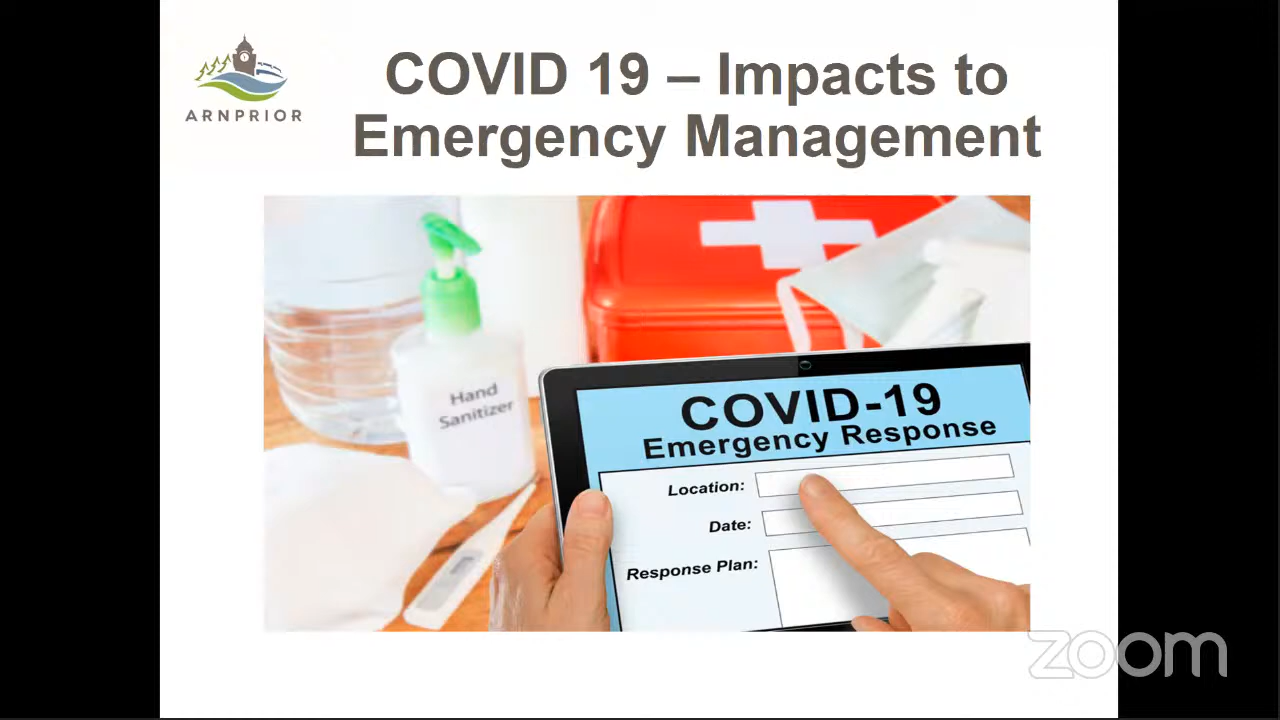 ARNPRIOR
COVID 19 – Impacts to
Emergency Management
Hand
Sanitizer
COVID-19
Emergency Response
Location:
Date:
Response Plan:
zoom